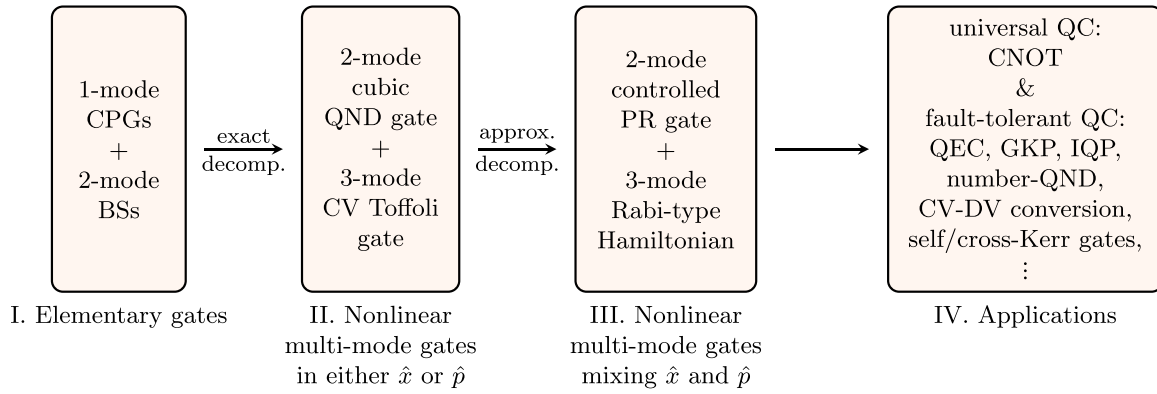 1-mode
CPGs
+
2-mode
BSs
I. Elementary gates
exact
decomp.
2-mode
cubic
QND gate
+
3-mode
CV Toffoli
gate
II. Nonlinear
multi-mode gates
in either x̂ or p̂
approx.
decomp.
2-mode
controlled
PR gate
+
3-mode
Rabi-type
Hamiltonian
III. Nonlinear
multi-mode gates
mixing x̂ and p̂
universal QC:
CNOT
&
fault-tolerant QC:
QEC, GKP, IQP,
number-QND,
CV-DV conversion,
self/cross-Kerr gates,
⋮
IV. Applications